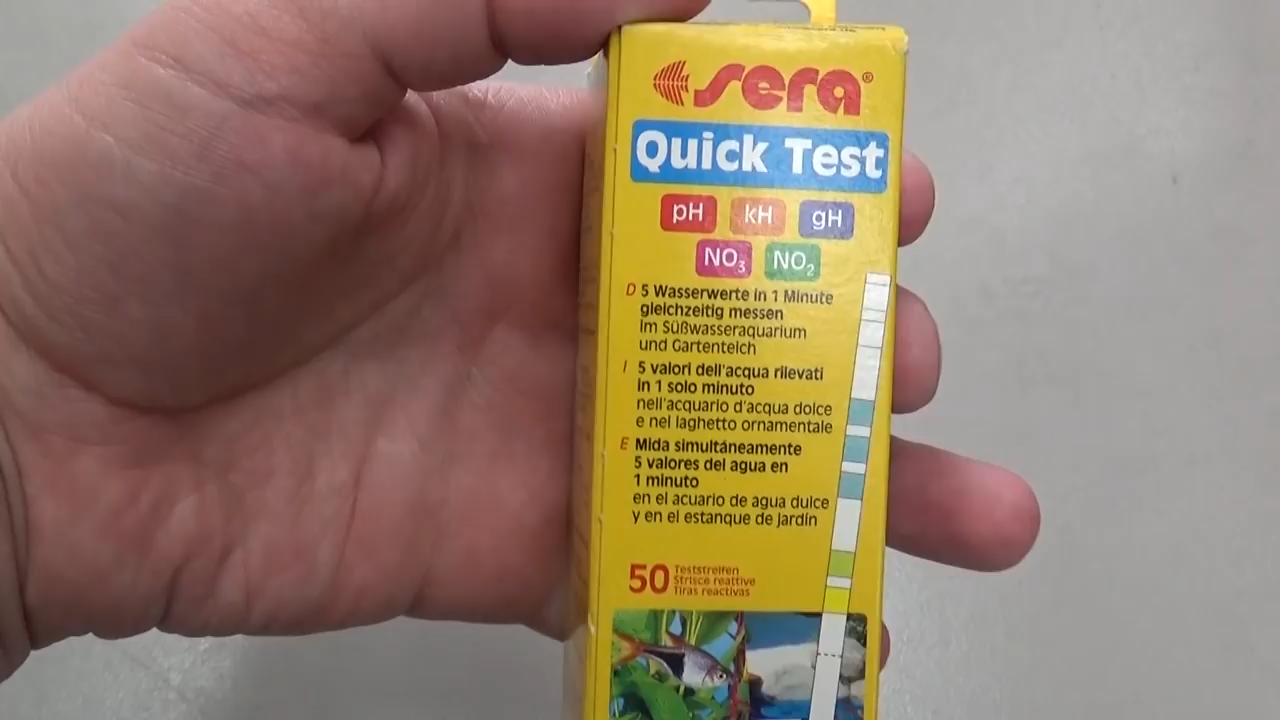 sera®
Quick Test
pH kH gH
NO₃ NO₂
D 5 Wasserwerte in 1 Minute
gleichzeitig messen
im Süßwasseraquarium
und Gartenteich
I 5 valori dell'acqua rilevati
in 1 solo minuto
nell'acquario d'acqua dolce
e nel laghetto ornamentale
E Mida simultáneamente
5 valores del agua en
1 minuto
en el acuario de agua dulce
y en el estanque de jardín
50 Teststreifen
Strisce reattive
Tiras reactivas